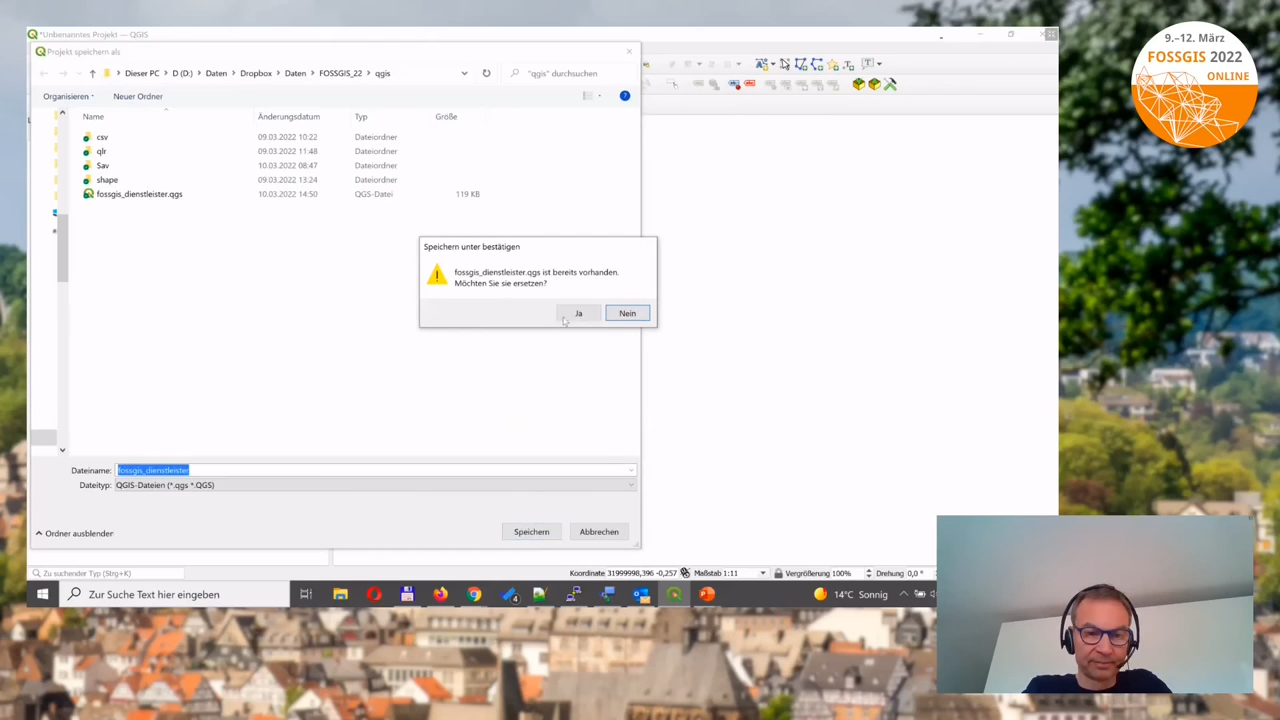 *Unbenanntes Projekt — QGIS
Projekt speichern als
Dieser PC > D (D:) > Daten > Dropbox > Daten > FOSSGIS_22 > qgis
"qgis" durchsuchen
Organisieren
Neuer Ordner
Name
Änderungsdatum
Typ
Größe
csv
09.03.2022 10:22
Dateiordner
qlr
09.03.2022 11:48
Dateiordner
Sav
10.03.2022 08:47
Dateiordner
shape
09.03.2022 13:24
Dateiordner
fossgis_dienstleister.qgs
10.03.2022 14:50
QGS-Datei
119 KB
Speichern unter bestätigen
fossgis_dienstleister.qgs ist bereits vorhanden.
Möchten Sie sie ersetzen?
Ja
Nein
Dateiname:
fossgis_dienstleister
Dateityp:
QGIS-Dateien (*.qgs *.QGS)
Ordner ausblenden
Speichern
Abbrechen
Zu suchender Typ (Strg+K)
Koordinate
31999998,396 -0,257
Maßstab 1:11
Vergrößerung 100%
Drehung 0,0 °
Zur Suche Text hier eingeben
14°C Sonnig
9.–12. März
FOSSGIS 2022
ONLINE